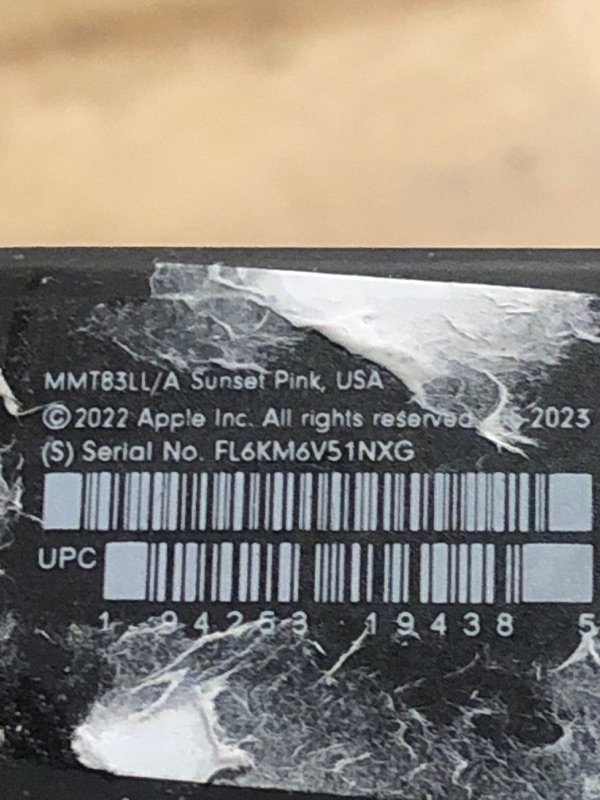 MMT83LL/A Sunset Pink, USA
©2022 Apple Inc. All rights reserved 2023
(S) Serial No. FL6KM6V51NXG
UPC
1 94253 19438 5